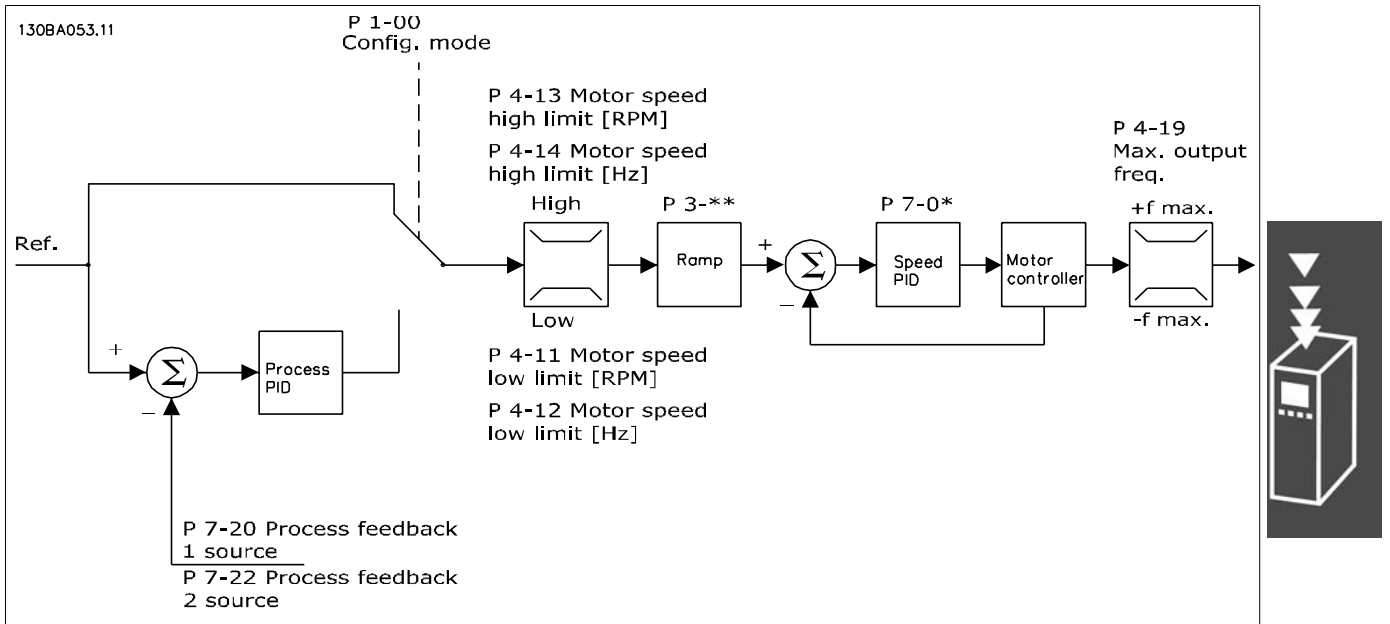 130BA053.11
P 1-00
Config. mode
P 4-13 Motor speed
high limit [RPM]
P 4-14 Motor speed
high limit [Hz]
P 4-19
Max. output
freq.
High
P 3-**
P 7-0*
+f max.
Ref.
+
Σ
Ramp
Speed
PID
Motor
controller
–
Low
-f max.
+
Σ
Process
PID
–
P 4-11 Motor speed
low limit [RPM]
P 4-12 Motor speed
low limit [Hz]
P 7-20 Process feedback
1 source
P 7-22 Process feedback
2 source